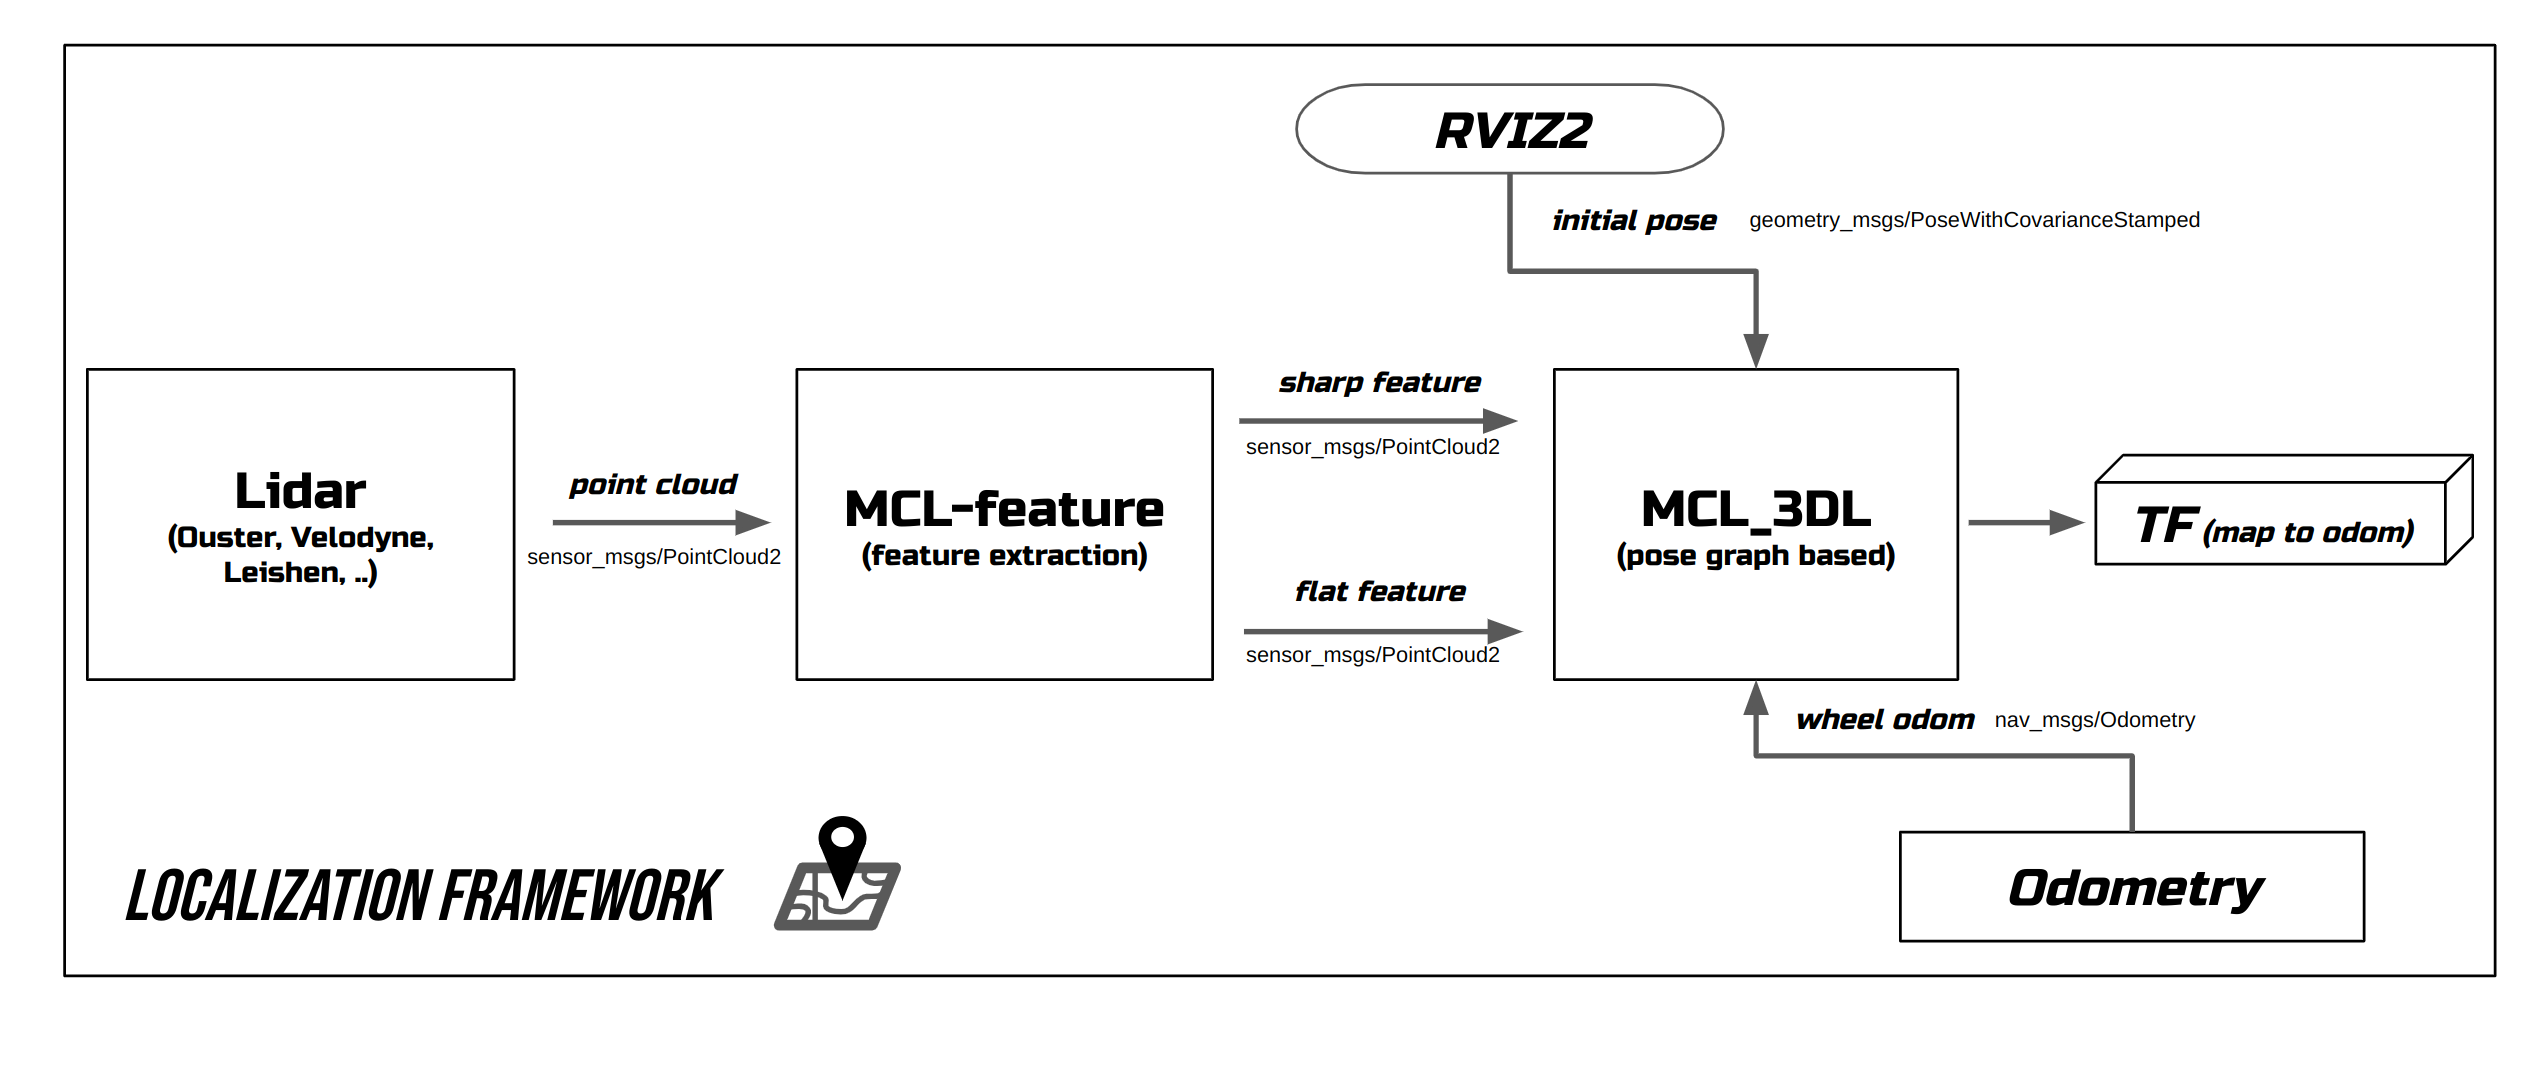 RVIZ2
initial pose
geometry_msgs/PoseWithCovarianceStamped
Lidar
(Ouster, Velodyne,
Leishen, ..)
point cloud
sensor_msgs/PointCloud2
MCL-feature
(feature extraction)
sharp feature
sensor_msgs/PointCloud2
flat feature
sensor_msgs/PointCloud2
MCL_3DL
(pose graph based)
TF (map to odom)
wheel odom
nav_msgs/Odometry
Odometry
LOCALIZATION FRAMEWORK